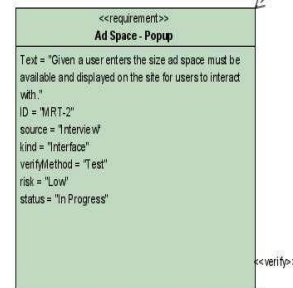 <<requirement>>
Ad Space - Popup
Text = "Given a user enters the size ad space must be
available and displayed on the site for users to interact
with."
ID = "MRT-2"
source = "Interview"
kind = "Interface"
verifyMethod = "Test"
risk = "Low"
status = "In Progress"
<<verify>>